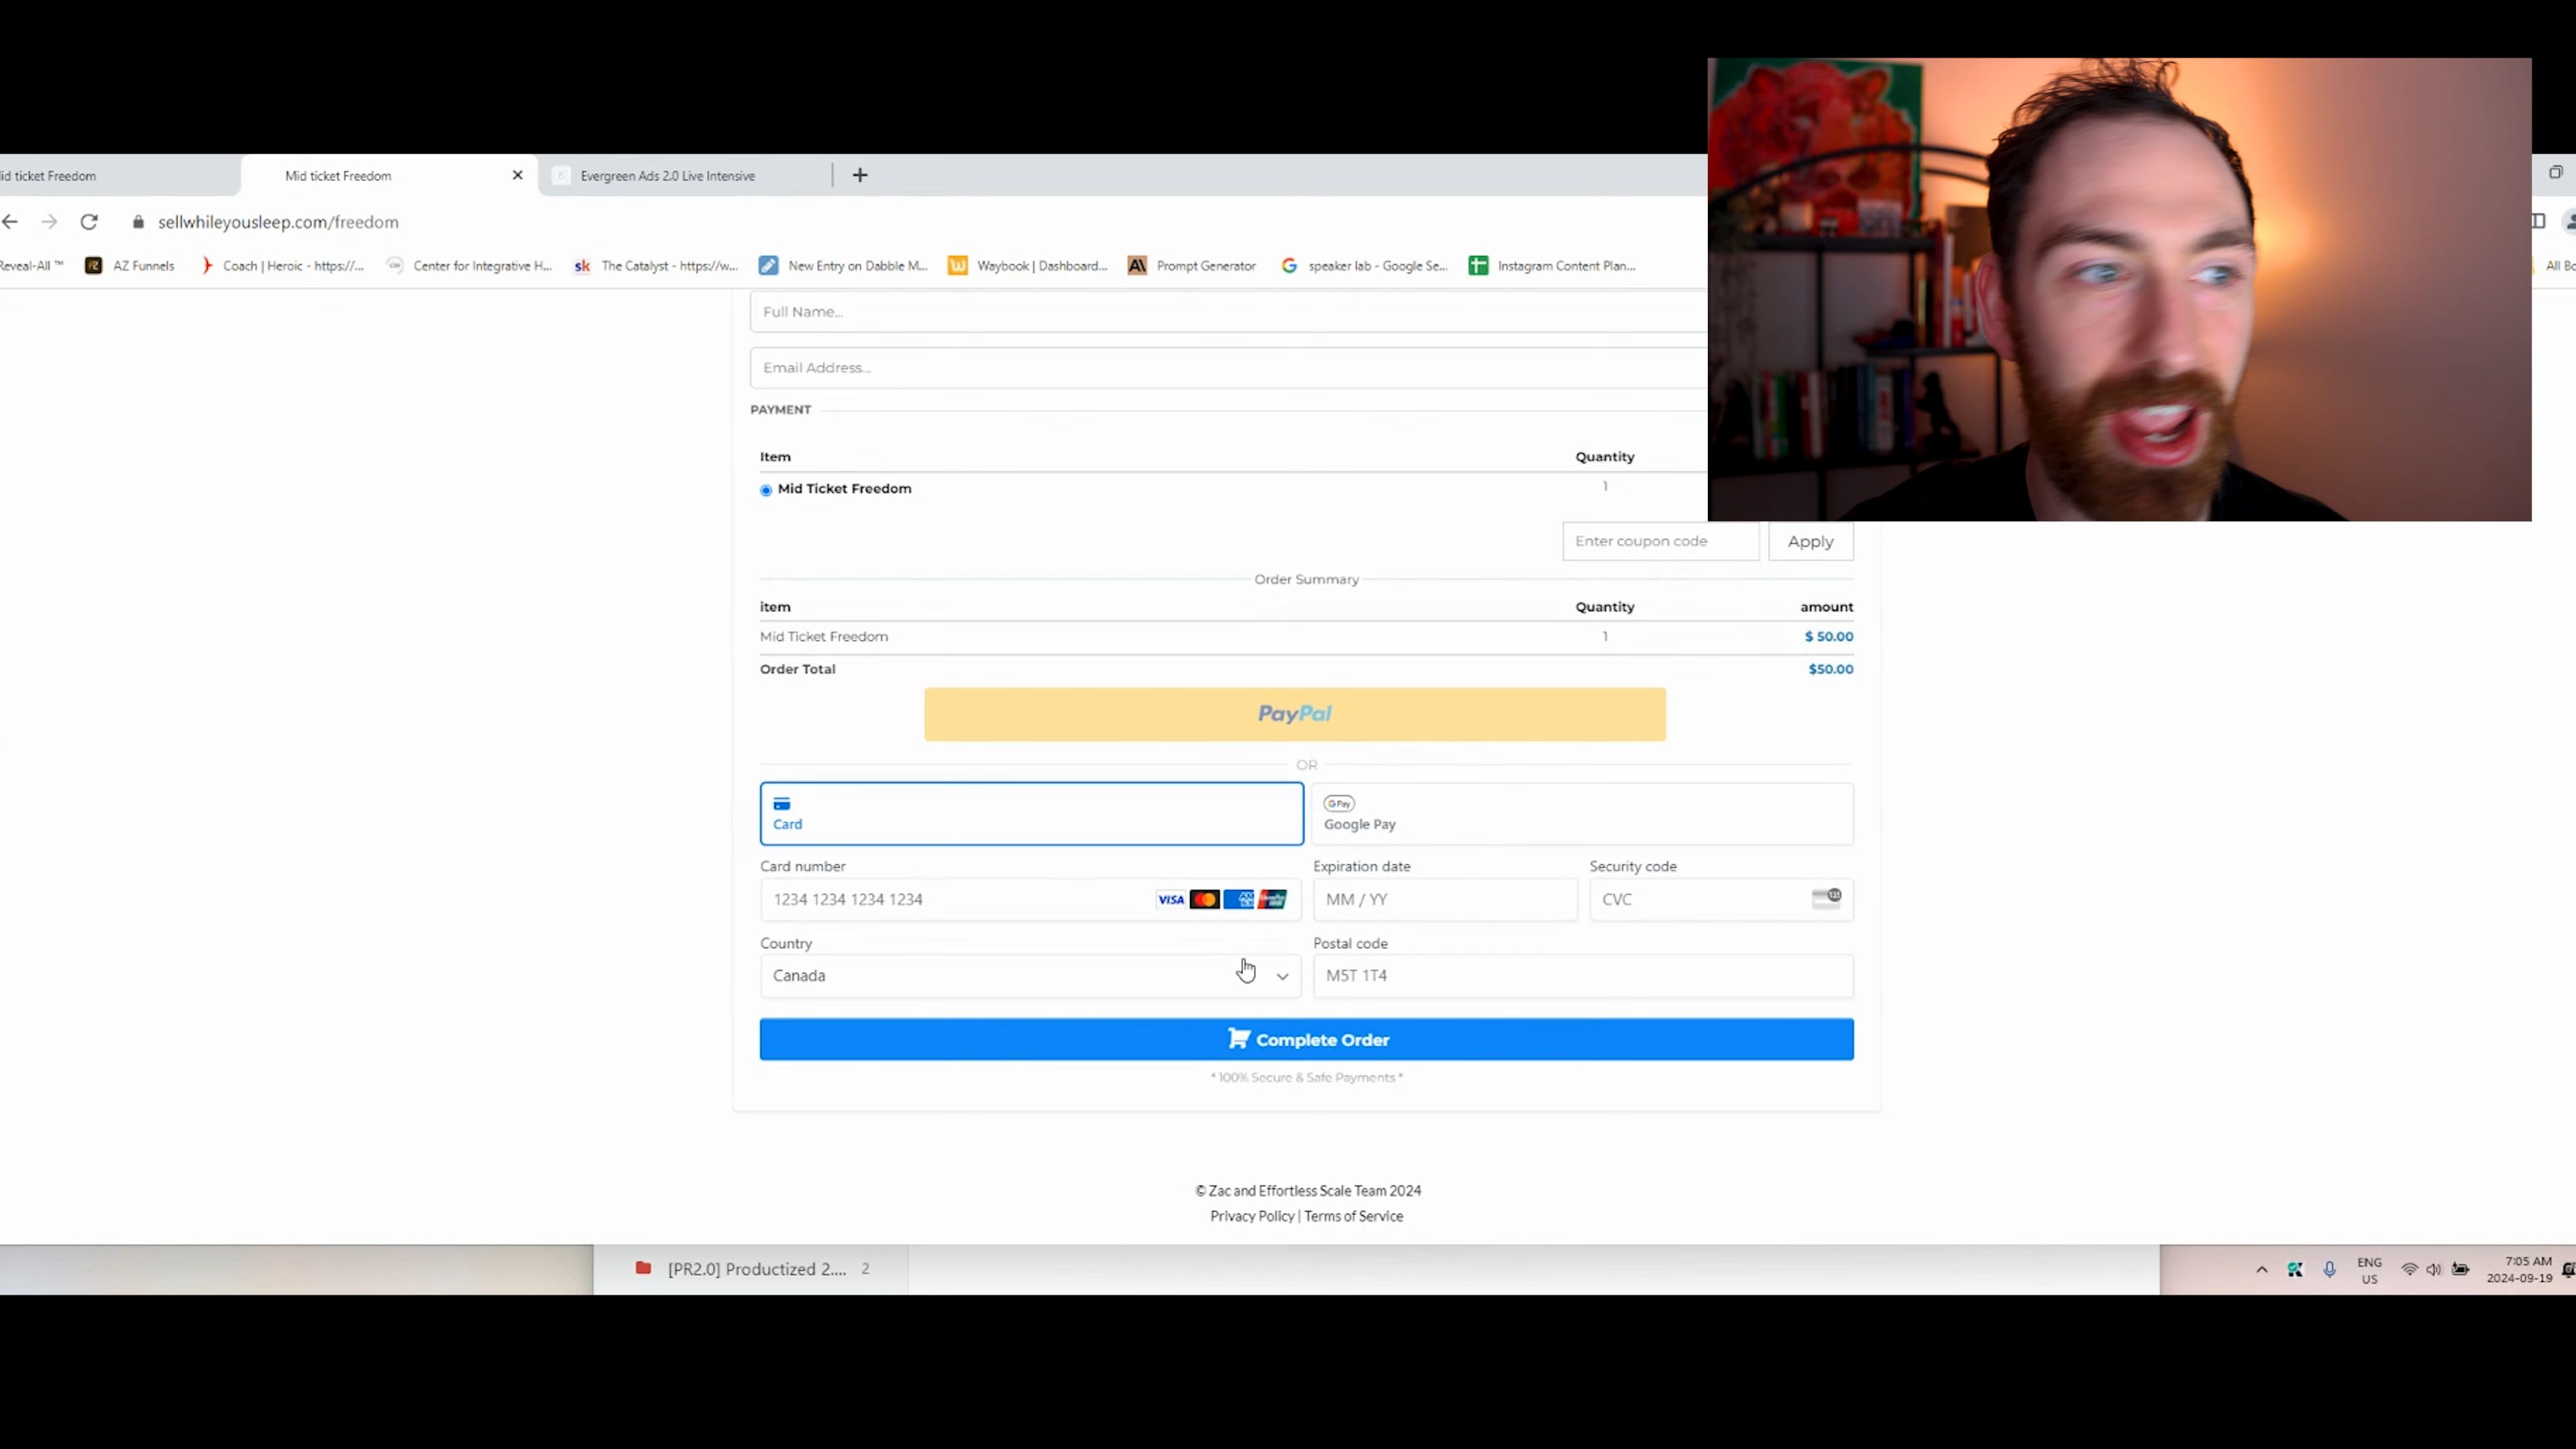 id ticket Freedom
Mid ticket Freedom
Evergreen Ads 2.0 Live Intensive
sellwhileyousleep.com/freedom
Reveal-All ™
AZ Funnels
Coach | Heroic - https://...
Center for Integrative H...
sk The Catalyst - https://w...
New Entry on Dabble M...
Waybook | Dashboard...
Prompt Generator
speaker lab - Google Se...
Instagram Content Plan...
All Bo
Full Name...
Email Address...
PAYMENT
Item Quantity
Mid Ticket Freedom 1
Enter coupon code Apply
Order Summary
item Quantity amount
Mid Ticket Freedom 1 $ 50.00
Order Total $50.00
PayPal
OR
Card
G Pay
Google Pay
Card number Expiration date Security code
1234 1234 1234 1234 VISA MM / YY CVC
Country Postal code
Canada M5T 1T4
Complete Order
* 100% Secure & Safe Payments *
© Zac and Effortless Scale Team 2024
Privacy Policy | Terms of Service
[PR2.0] Productized 2.... 2
ENG
US
7:05 AM
2024-09-19